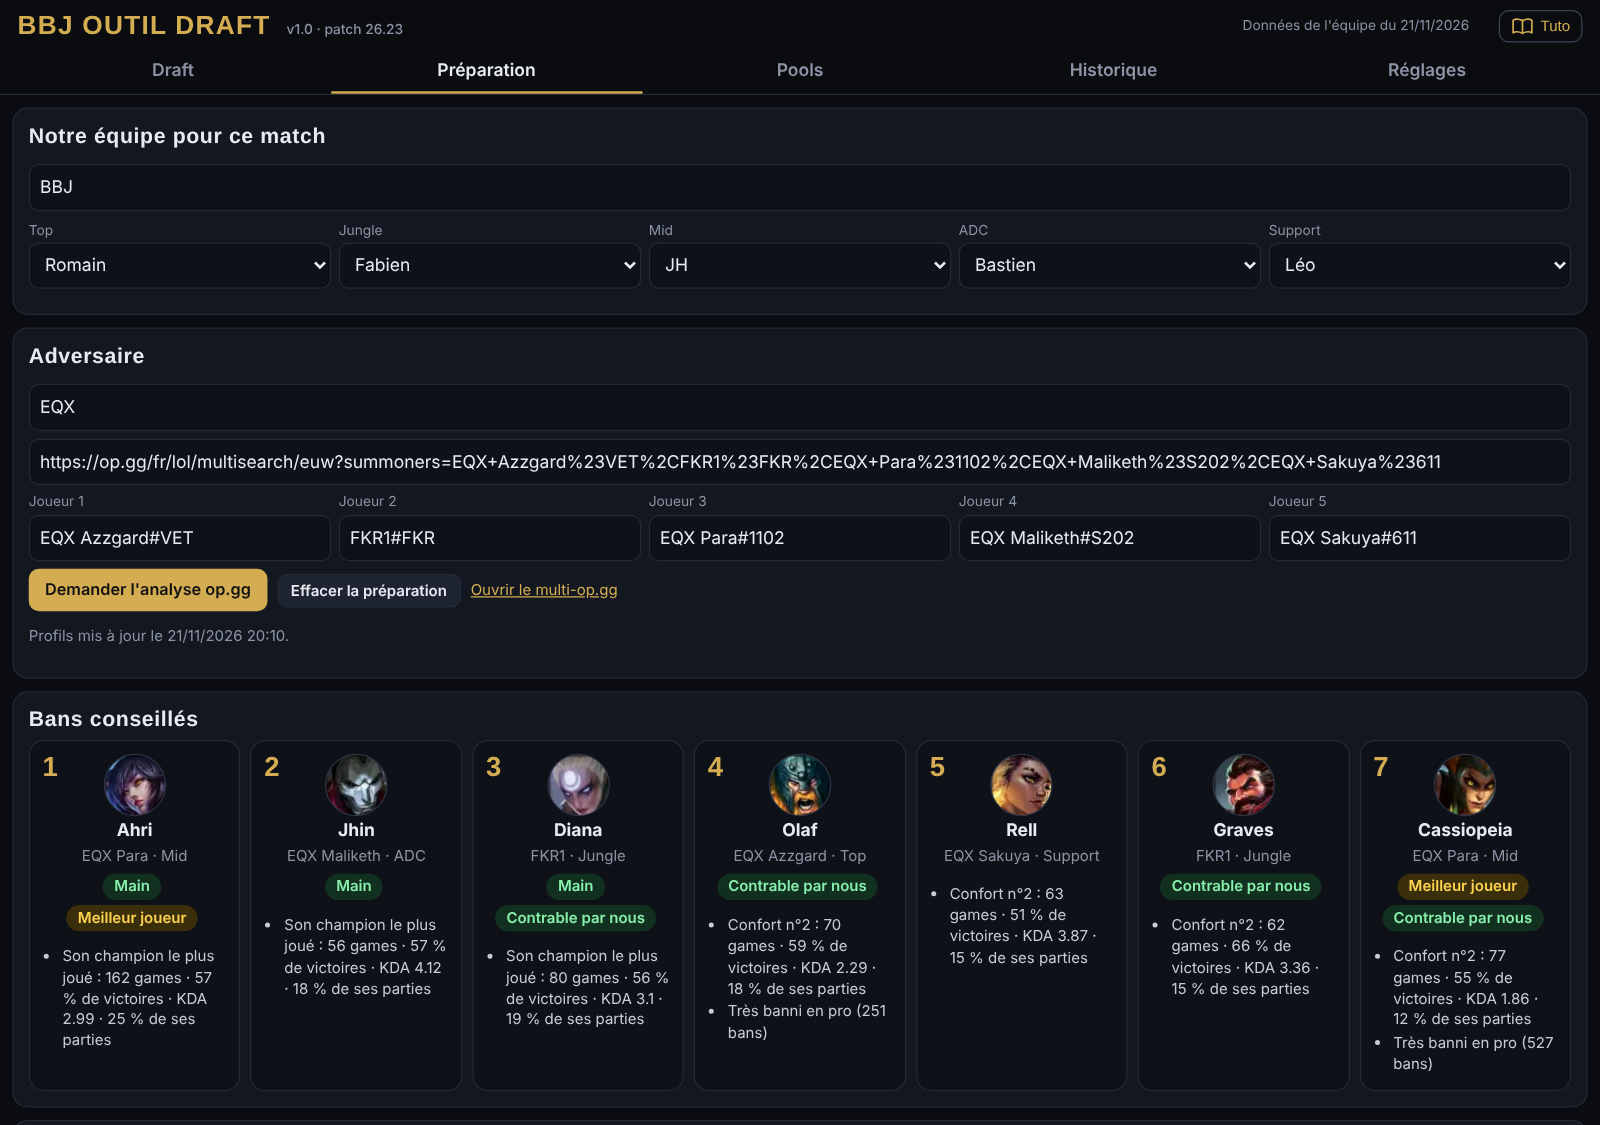 BBJ OUTIL DRAFT v1.0 · patch 26.23
Données de l'équipe du 21/11/2026
Tuto
Draft
Préparation
Pools
Historique
Réglages
Notre équipe pour ce match
BBJ
Top
Jungle
Mid
ADC
Support
Romain
Fabien
JH
Bastien
Léo
Adversaire
EQX
https://op.gg/fr/lol/multisearch/euw?summoners=EQX+Azzgard%23VET%2CFKR1%23FKR%2CEQX+Para%231102%2CEQX+Maliketh%23S202%2CEQX+Sakuya%23611
Joueur 1
Joueur 2
Joueur 3
Joueur 4
Joueur 5
EQX Azzgard#VET
FKR1#FKR
EQX Para#1102
EQX Maliketh#S202
EQX Sakuya#611
Demander l'analyse op.gg
Effacer la préparation
Ouvrir le multi-op.gg
Profils mis à jour le 21/11/2026 20:10.
Bans conseillés
1
Ahri
EQX Para · Mid
Main
Meilleur joueur
• Son champion le plus
joué : 162 games · 57
% de victoires · KDA
2.99 · 25 % de ses
parties
2
Jhin
EQX Maliketh · ADC
Main
• Son champion le plus
joué : 56 games · 57 %
de victoires · KDA 4.12
· 18 % de ses parties
3
Diana
FKR1 · Jungle
Main
Contrable par nous
• Son champion le plus
joué : 80 games · 56 %
de victoires · KDA 3.1 ·
19 % de ses parties
4
Olaf
EQX Azzgard · Top
Contrable par nous
• Confort n°2 : 70
games · 59 % de
victoires · KDA 2.29 ·
18 % de ses parties
• Très banni en pro (251
bans)
5
Rell
EQX Sakuya · Support
• Confort n°2 : 63
games · 51 % de
victoires · KDA 3.87 ·
15 % de ses parties
6
Graves
FKR1 · Jungle
Contrable par nous
• Confort n°2 : 62
games · 66 % de
victoires · KDA 3.36 ·
15 % de ses parties
7
Cassiopeia
EQX Para · Mid
Meilleur joueur
Contrable par nous
• Confort n°2 : 77
games · 55 % de
victoires · KDA 1.86 ·
12 % de ses parties
• Très banni en pro (527
bans)